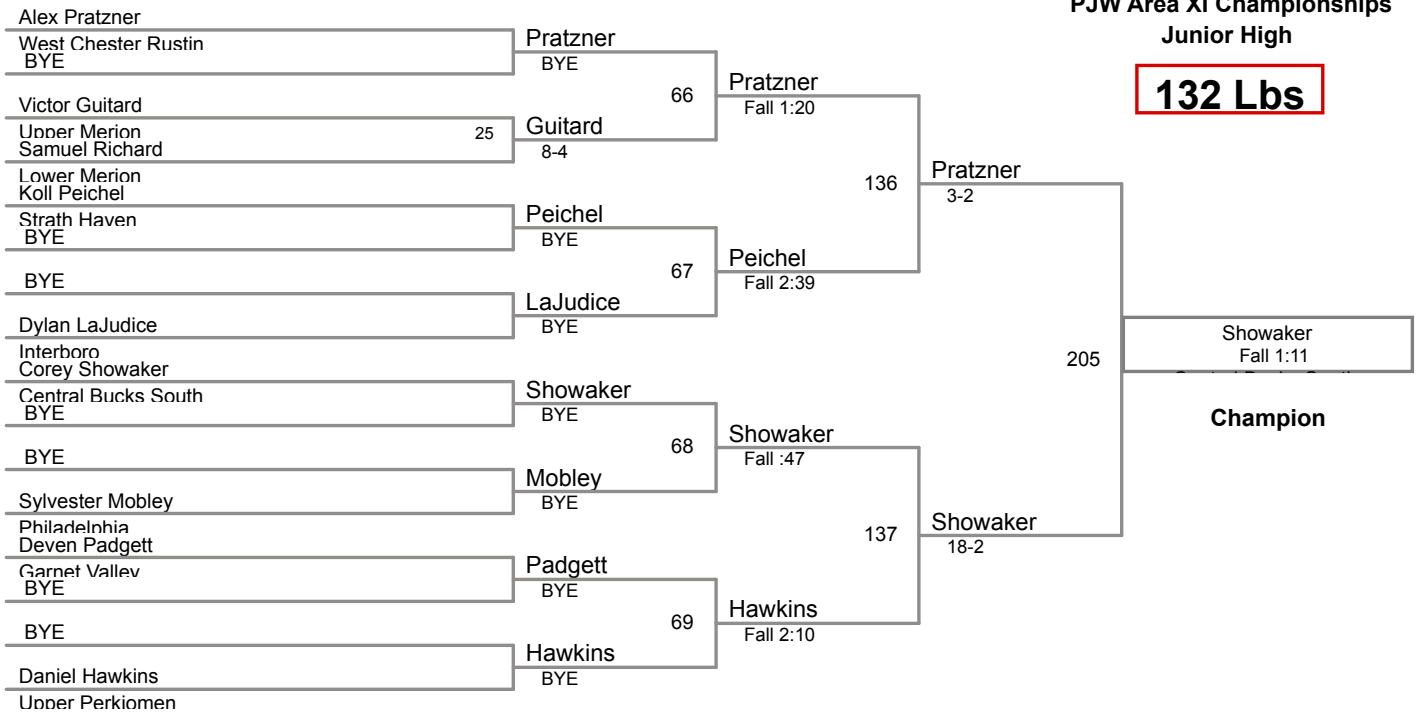 PJW Area XI Championships
Junior High
132 Lbs
Alex Pratzner
West Chester Rustin
BYE
Victor Guitard
Upper Merion
Samuel Richard
Lower Merion
Koll Peichel
Strath Haven
BYE
BYE
Dylan LaJudice
Interboro
Corey Showaker
Central Bucks South
BYE
BYE
Sylvester Mobley
Philadelphia
Deven Padgett
Garnet Valley
BYE
BYE
Daniel Hawkins
Upper Perkiomen
25
Pratzner
BYE
Guitard
8-4
Peichel
BYE
LaJudice
BYE
Showaker
BYE
Mobley
BYE
Padgett
BYE
Hawkins
BYE
66
67
68
69
Pratzner
Fall 1:20
Peichel
Fall 2:39
Showaker
Fall :47
Hawkins
Fall 2:10
136
137
Pratzner
3-2
Showaker
18-2
205
Showaker
Fall 1:11
Champion